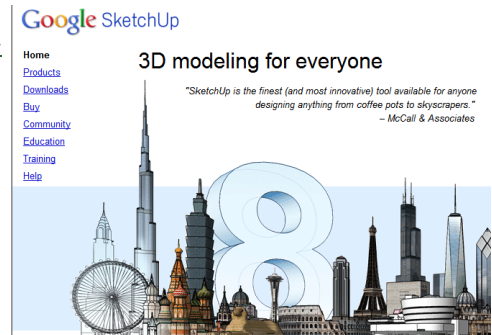 Google SketchUp
Home
Products
Downloads
Buy
Community
Education
Training
Help
3D modeling for everyone
"SketchUp is the finest (and most innovative) tool available for anyone
designing anything from coffee pots to skyscrapers."
– McCall & Associates
8